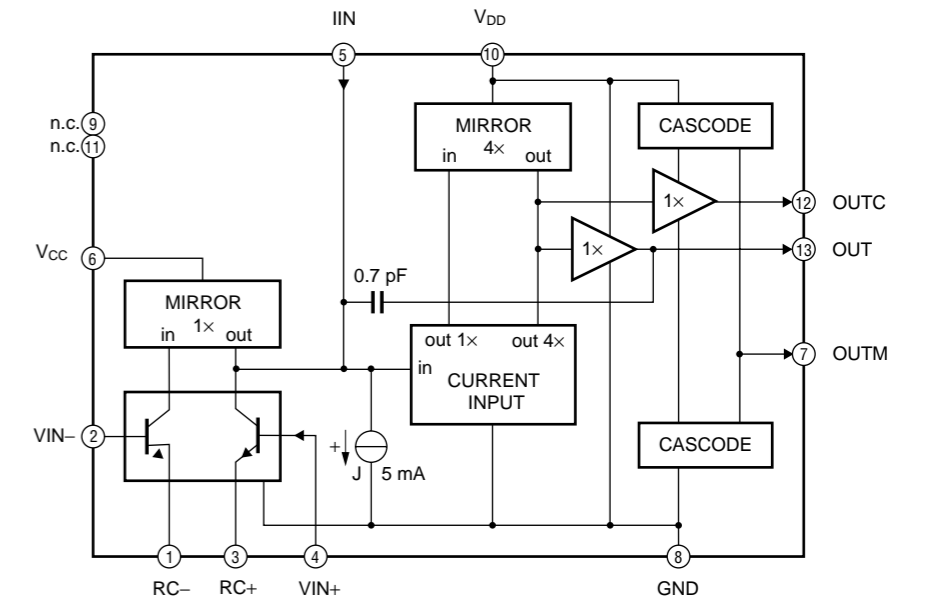 IIN
VDD
5
10
n.c. 9
n.c. 11
MIRROR
4×
in out
CASCODE
1×
12 OUTC
1×
13 OUT
VCC
6
0.7 pF
MIRROR
1×
in out
out 1× out 4×
in
CURRENT
INPUT
7 OUTM
VIN− 2
+
J 5 mA
CASCODE
1
3
4
8
RC−
RC+
VIN+
GND